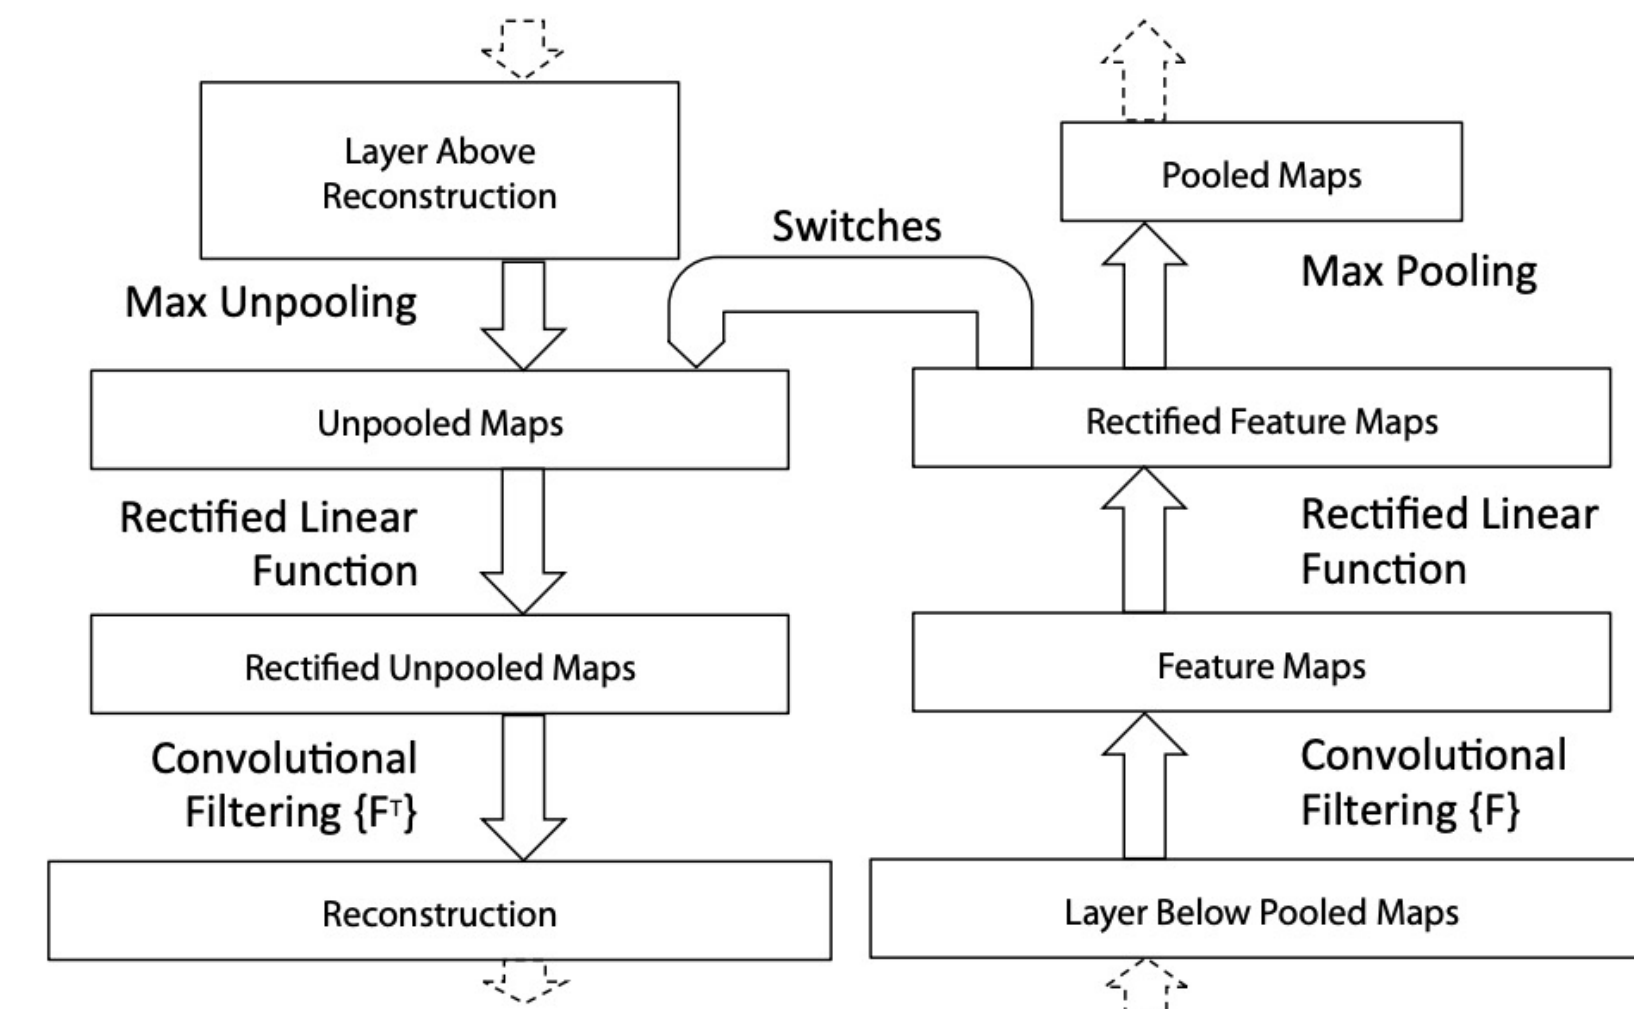 Layer Above
Reconstruction
Max Unpooling
Unpooled Maps
Rectified Linear
Function
Rectified Unpooled Maps
Convolutional
Filtering {Fᵀ}
Reconstruction
Switches
Pooled Maps
Max Pooling
Rectified Feature Maps
Rectified Linear
Function
Feature Maps
Convolutional
Filtering {F}
Layer Below Pooled Maps